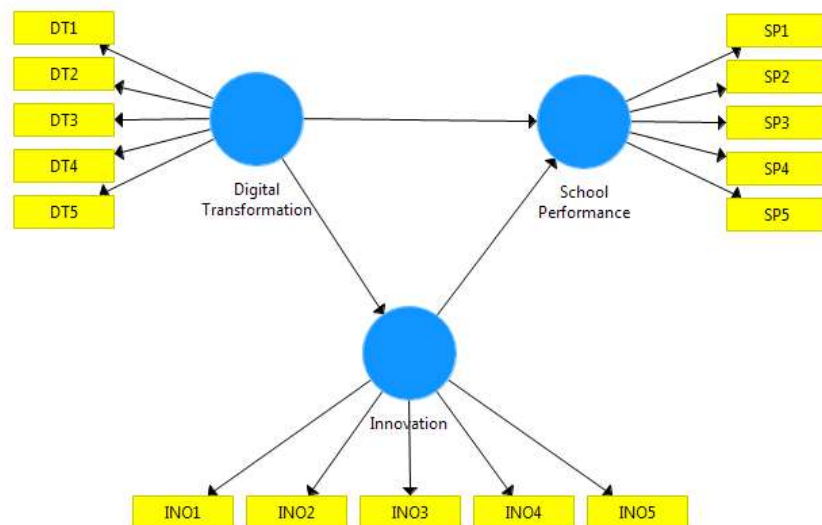 DT1
DT2
DT3
DT4
DT5
Digital
Transformation
SP1
SP2
SP3
SP4
SP5
School
Performance
Innovation
INO1
INO2
INO3
INO4
INO5